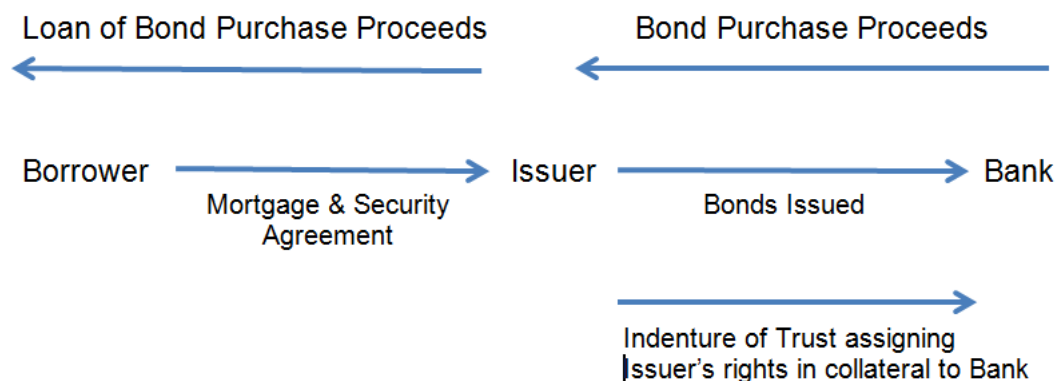 Loan of Bond Purchase Proceeds
Bond Purchase Proceeds
Borrower
Issuer
Bank
Mortgage & Security
Agreement
Bonds Issued
Indenture of Trust assigning
Issuer's rights in collateral to Bank